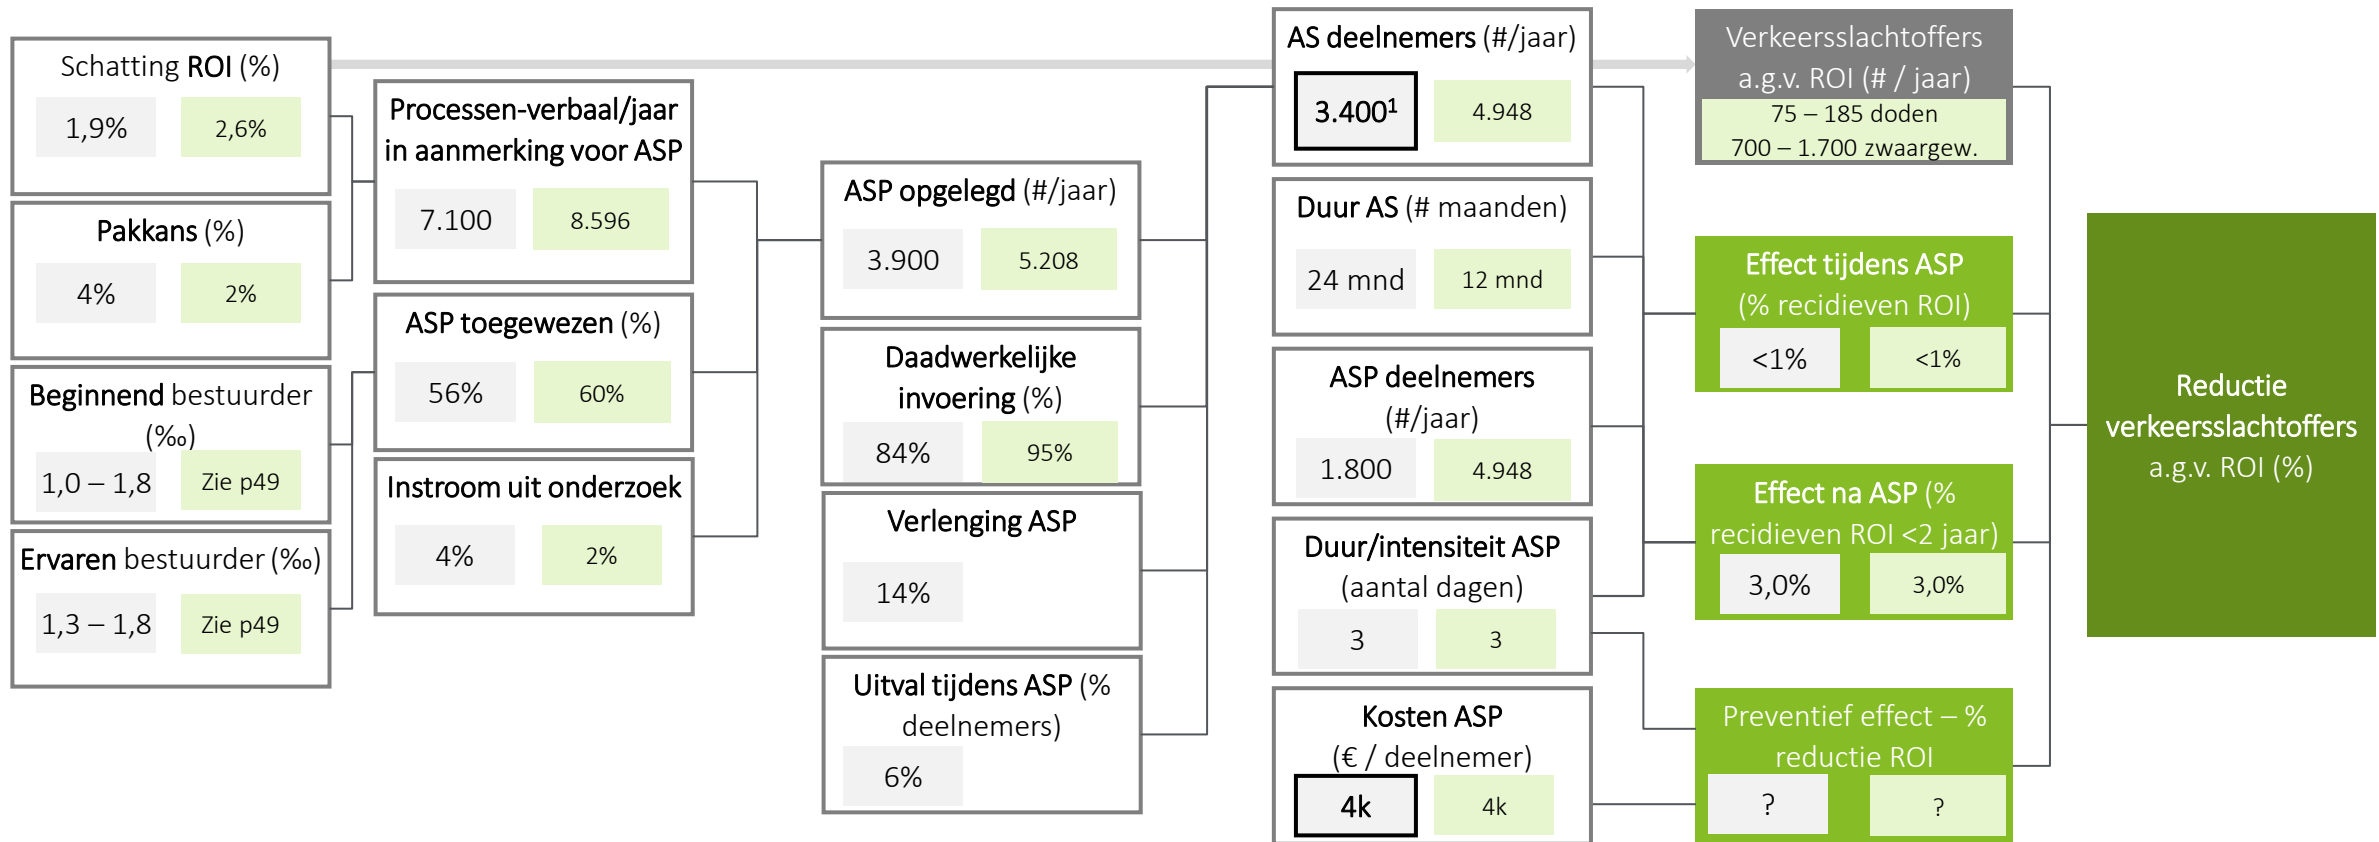 Schatting ROI (%)
1,9%
2,6%
Pakkans (%)
4%
2%
Beginnend bestuurder
(‰)
1,0 – 1,8
Zie p49
Ervaren bestuurder (‰)
1,3 – 1,8
Zie p49
Processen-verbaal/jaar
in aanmerking voor ASP
7.100
8.596
ASP toegewezen (%)
56%
60%
Instroom uit onderzoek
4%
2%
ASP opgelegd (#/jaar)
3.900
5.208
Daadwerkelijke
invoering (%)
84%
95%
Verlenging ASP
14%
Uitval tijdens ASP (%
deelnemers)
6%
AS deelnemers (#/jaar)
3.400¹
4.948
Duur AS (# maanden)
24 mnd
12 mnd
ASP deelnemers
(#/jaar)
1.800
4.948
Duur/intensiteit ASP
(aantal dagen)
3
3
Kosten ASP
(€ / deelnemer)
4k
4k
Verkeersslachtoffers
a.g.v. ROI (# / jaar)
75 – 185 doden
700 – 1.700 zwaargew.
Effect tijdens ASP
(% recidieven ROI)
<1%
<1%
Effect na ASP (%
recidieven ROI <2 jaar)
3,0%
3,0%
Preventief effect – %
reductie ROI
?
?
Reductie
verkeersslachtoffers
a.g.v. ROI (%)